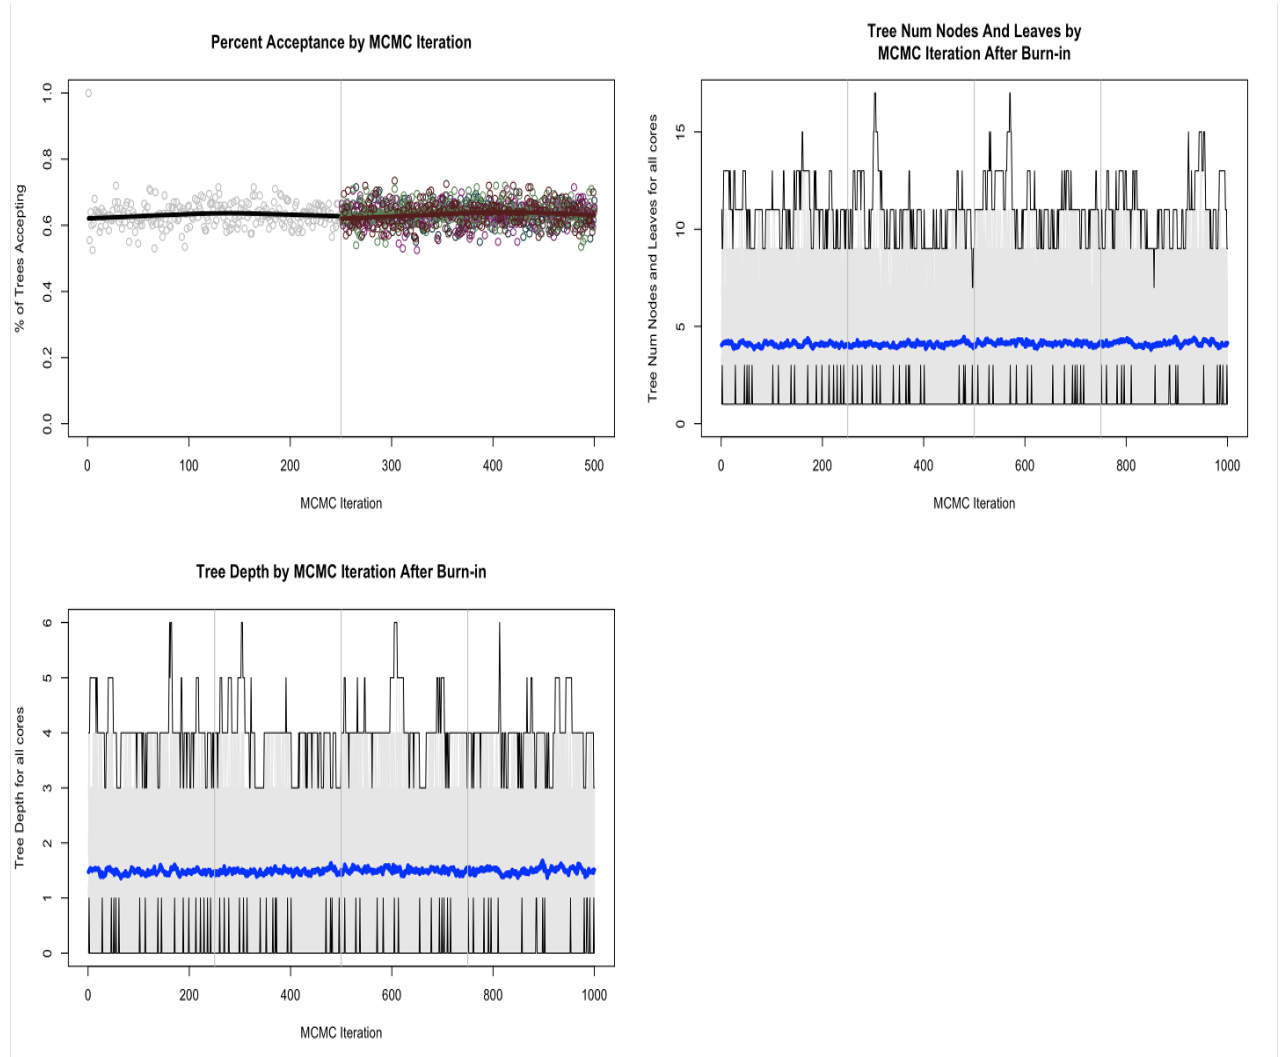 Percent Acceptance by MCMC Iteration
% of Trees Accepting
0.0 0.2 0.4 0.6 0.8 1.0
0 100 200 300 400 500
MCMC Iteration
Tree Num Nodes And Leaves by
MCMC Iteration After Burn-in
Tree Num Nodes and Leaves for all cores
0 5 10 15
0 200 400 600 800 1000
MCMC Iteration
Tree Depth by MCMC Iteration After Burn-in
Tree Depth for all cores
0 1 2 3 4 5 6
0 200 400 600 800 1000
MCMC Iteration